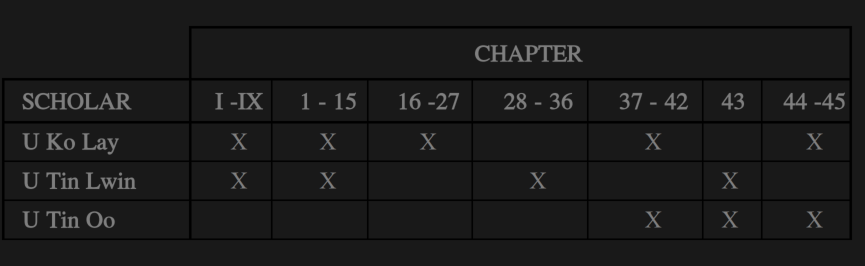 CHAPTER
SCHOLAR I -IX 1 - 15 16 -27 28 - 36 37 - 42 43 44 -45
U Ko Lay X X X X X
U Tin Lwin X X X X
U Tin Oo X X X